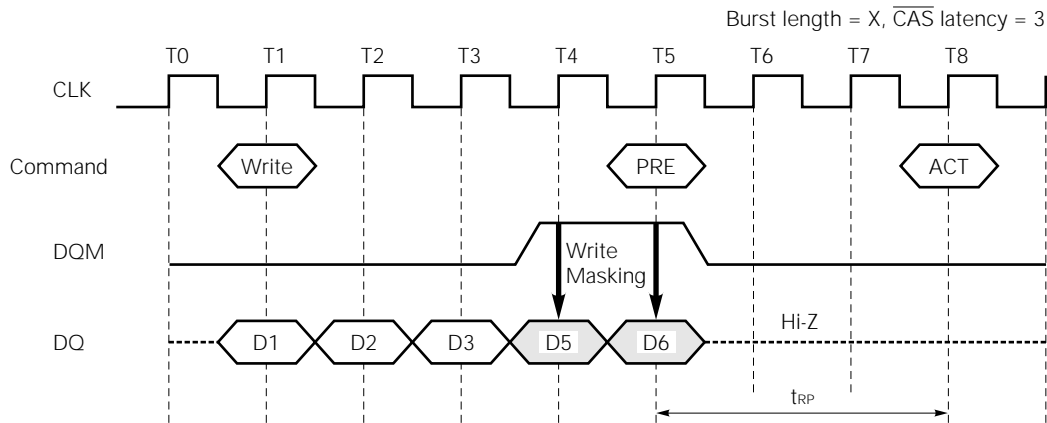 Burst length = X, CAS latency = 3
T0 T1 T2 T3 T4 T5 T6 T7 T8
CLK
Command Write PRE ACT
DQM
Write
Masking
Hi-Z
DQ D1 D2 D3 D5 D6
tRP